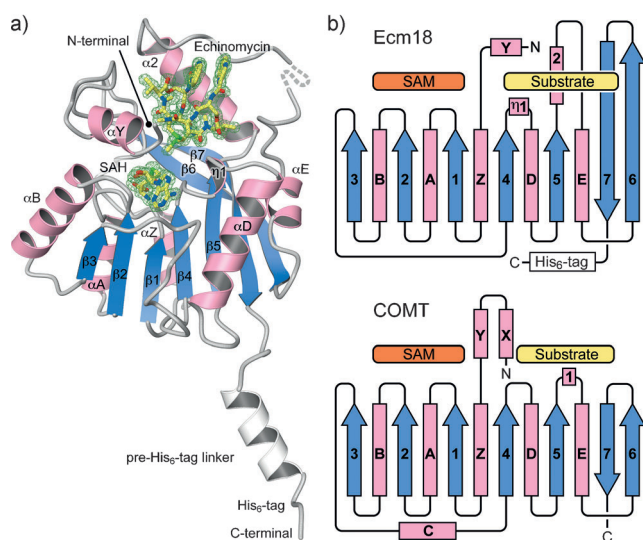 a)
N-terminal
α2
Echinomycin
αY
SAH
β7
β6
η1
αE
αB
αZ
αD
β5
β3
β2
αA
β1
β4
pre-His₆-tag linker
His₆-tag
C-terminal
b)
Ecm18
Y N
2
SAM
Substrate
η1
3 B 2 A 1 Z 4 D 5 E 7 6
C His₆-tag
COMT
Y X
N
SAM
Substrate
1
3 B 2 A 1 Z 4 D 5 E 7 6
C
C